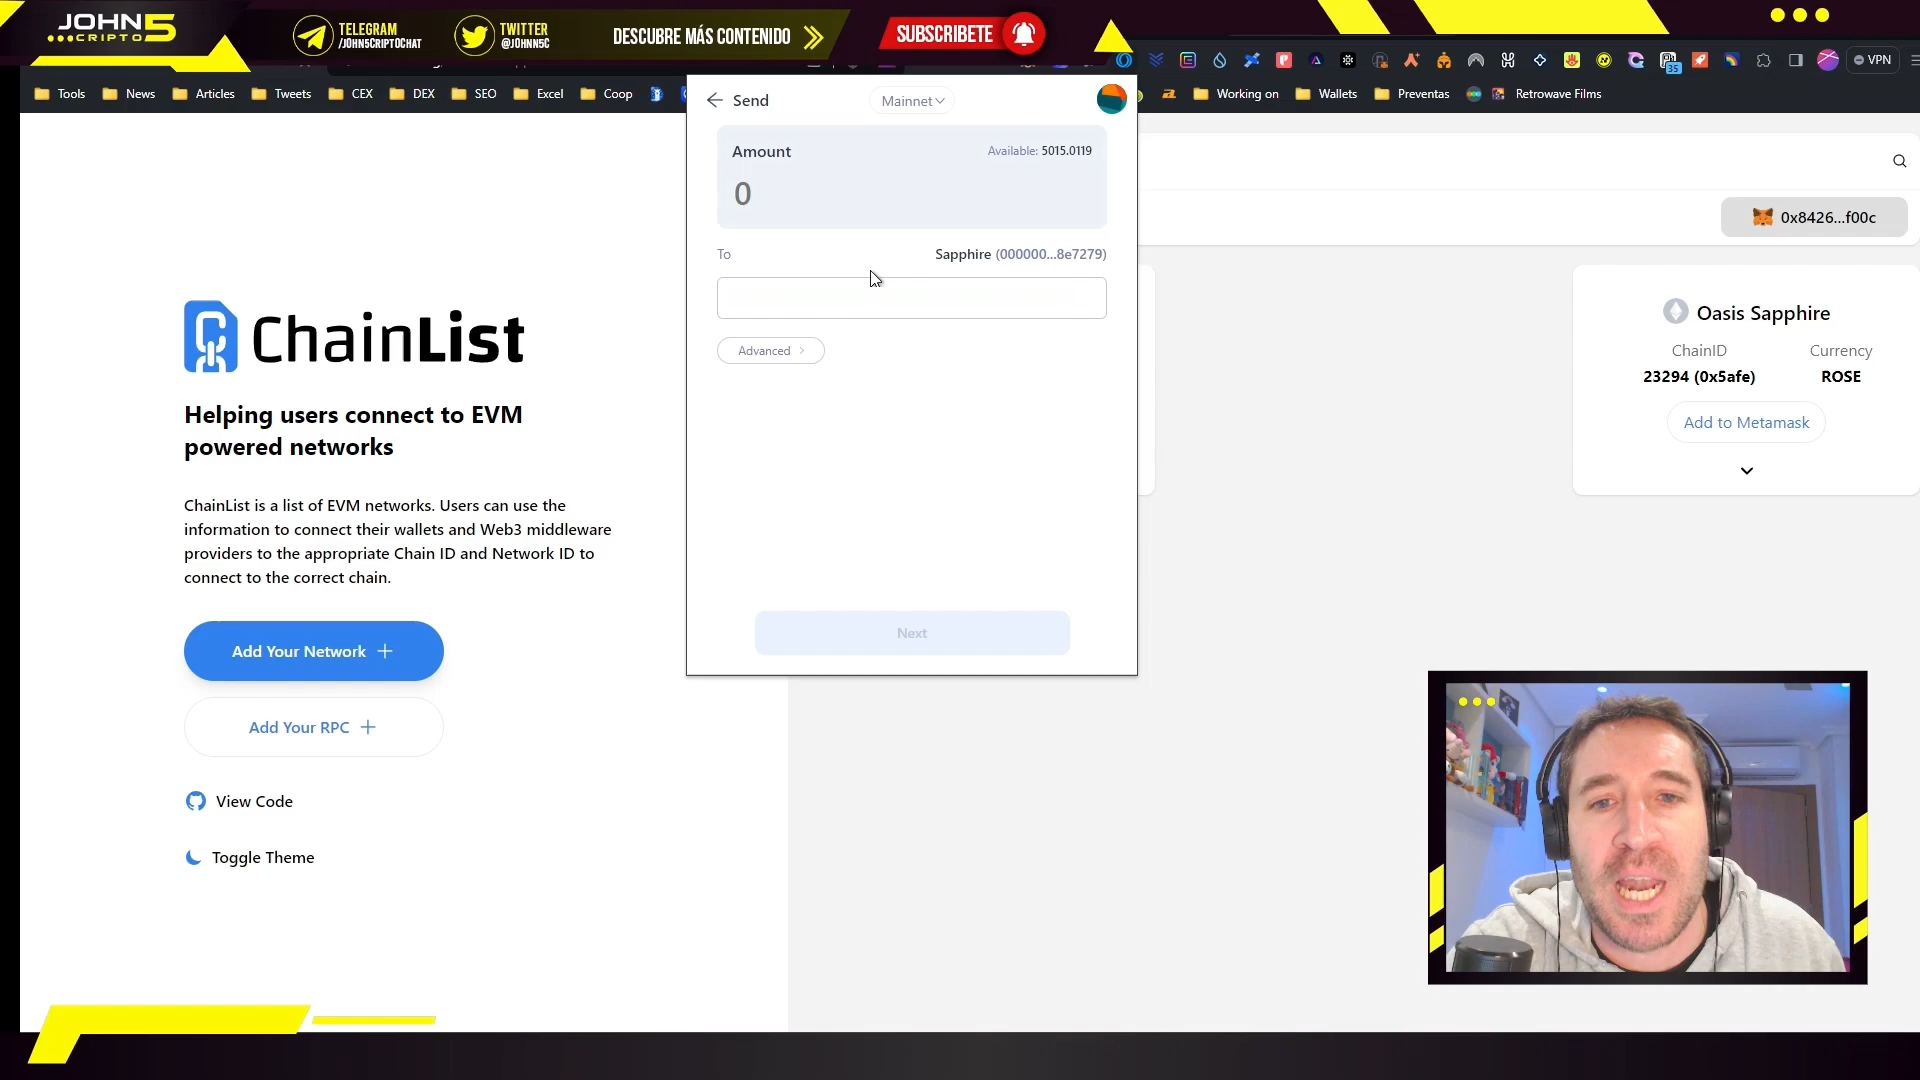 JOHN 5
CRIPTO
TELEGRAM
/JOHN5CRIPTOCHAT
TWITTER
@J0HNN5C
DESCUBRE MÁS CONTENIDO
SUBSCRIBETE
35
VPN
Tools
News
Articles
Tweets
CEX
DEX
SEO
Excel
Coop
Working on
Wallets
Preventas
Retrowave Films
Send
Mainnet
Amount
Available: 5015.0119
0
To
Sapphire (000000...8e7279)
Advanced
Next
0x8426...f00c
Oasis Sapphire
ChainID
Currency
23294 (0x5afe)
ROSE
Add to Metamask
ChainList
Helping users connect to EVM
powered networks
ChainList is a list of EVM networks. Users can use the
information to connect their wallets and Web3 middleware
providers to the appropriate Chain ID and Network ID to
connect to the correct chain.
Add Your Network
Add Your RPC
View Code
Toggle Theme